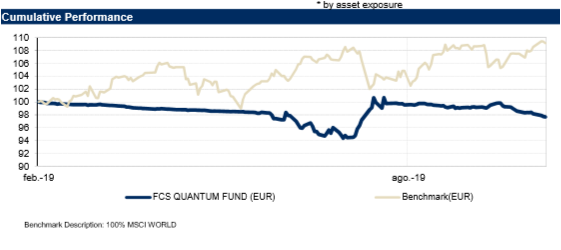 * by asset exposure
Cumulative Performance
110
108
106
104
102
100
98
96
94
92
90
feb.-19 ago.-19
FCS QUANTUM FUND (EUR) Benchmark(EUR)
Benchmark Description: 100% MSCI WORLD